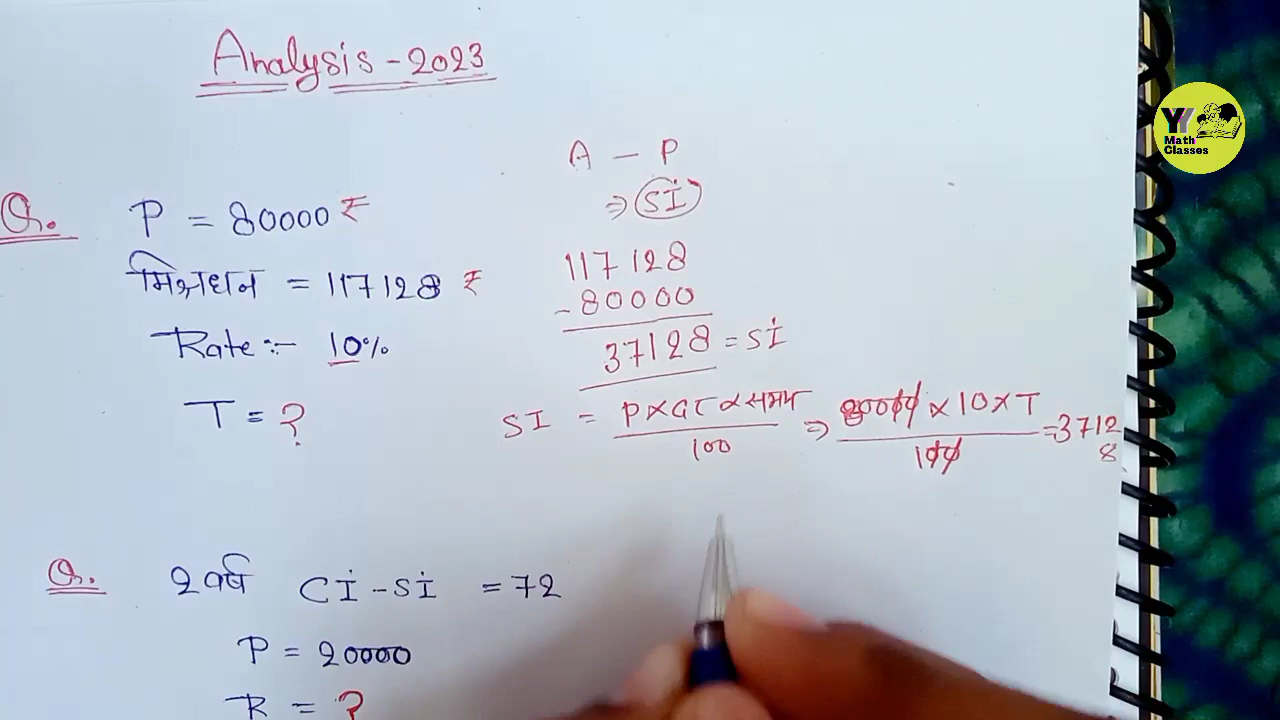 Analysis - 2023
Q. P = 80000 ₹
मिश्रधन = 117128 ₹
Rate :- 10%
T = ?
A - P
⇒ SI
117128
- 80000
37128 = SI
SI = P × दर × समय / 100 ⇒ 80000 × 10 × T / 100 = 37128
Q. 2 वर्ष CI - SI = 72
P = 20000
R = ?
YY
Math
Classes